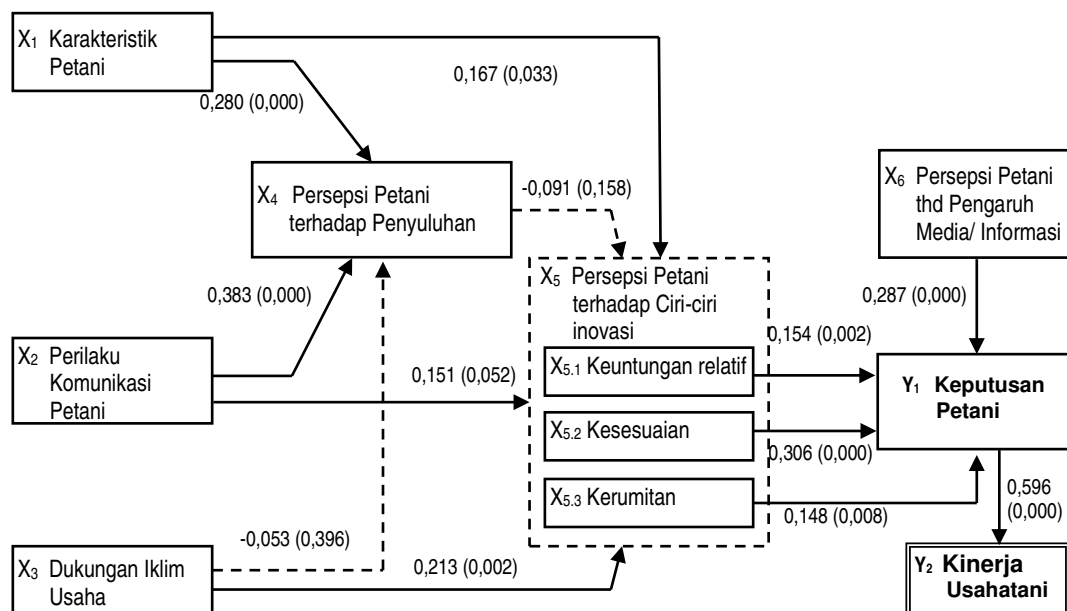 X1 Karakteristik
Petani
0,167 (0,033)
0,280 (0,000)
X4 Persepsi Petani
terhadap Penyuluhan
-0,091 (0,158)
X6 Persepsi Petani
thd Pengaruh
Media/ Informasi
0,383 (0,000)
X5 Persepsi Petani
terhadap Ciri-ciri
inovasi
0,287 (0,000)
0,154 (0,002)
X2 Perilaku
Komunikasi
Petani
0,151 (0,052)
X5.1 Keuntungan relatif
Y1 Keputusan
Petani
X5.2 Kesesuaian
0,306 (0,000)
X5.3 Kerumitan
0,148 (0,008)
0,596
(0,000)
-0,053 (0,396)
X3 Dukungan Iklim
Usaha
0,213 (0,002)
Y2 Kinerja
Usahatani